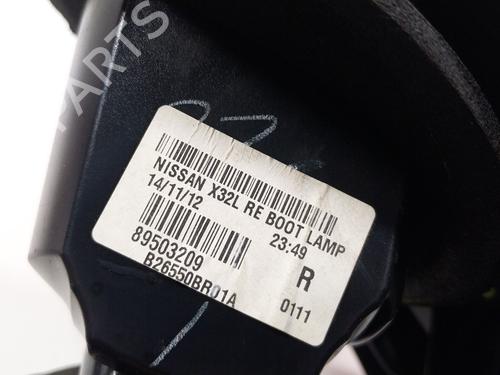 NISSAN X32L RE BOOT LAMP
14/11/12 23:49
89503209
B26550BR01A
R
0111